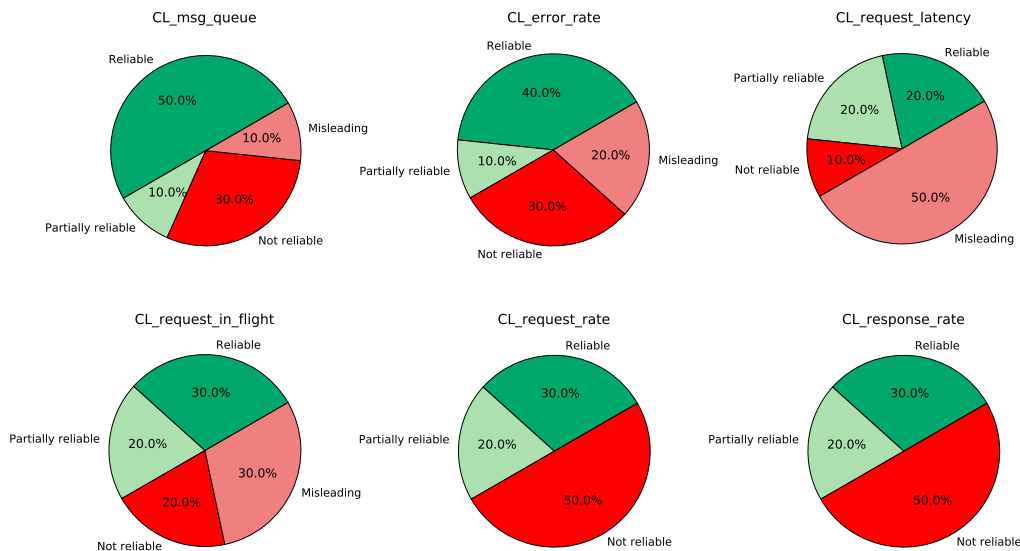 CL_msg_queue
Reliable
50.0%
Misleading
10.0%
10.0%
30.0%
Partially reliable
Not reliable
CL_error_rate
Reliable
40.0%
Partially reliable
10.0%
20.0%
Misleading
30.0%
Not reliable
CL_request_latency
Reliable
Partially reliable
20.0%
20.0%
Not reliable
10.0%
50.0%
Misleading
CL_request_in_flight
Reliable
30.0%
Partially reliable
20.0%
30.0%
Misleading
20.0%
Not reliable
CL_request_rate
Reliable
30.0%
Partially reliable
20.0%
50.0%
Not reliable
CL_response_rate
Reliable
30.0%
Partially reliable
20.0%
50.0%
Not reliable